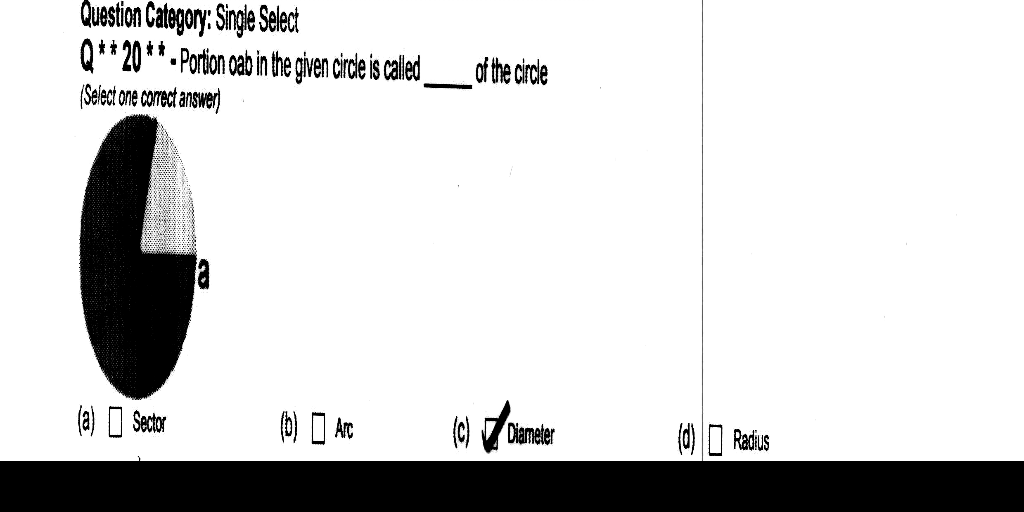 Question Category: Single Select
Q**20**- Portion oab in the given circle is called _____ of the circle
(Select one correct answer)
a
(a) Sector (b) Arc (c) Diameter (d) Radius